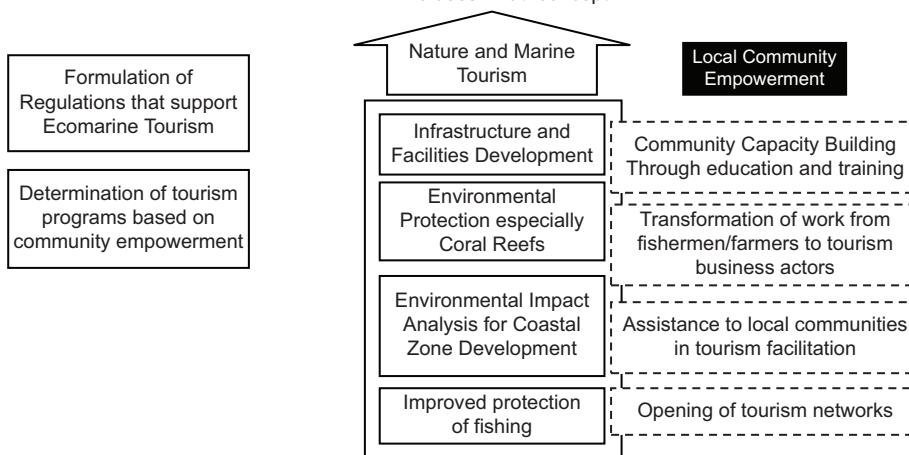 Nature and Marine
Tourism
Local Community
Empowerment
Formulation of
Regulations that support
Ecomarine Tourism
Determination of tourism
programs based on
community empowerment
Infrastructure and
Facilities Development
Environmental
Protection especially
Coral Reefs
Environmental Impact
Analysis for Coastal
Zone Development
Improved protection
of fishing
Community Capacity Building
Through education and training
Transformation of work from
fishermen/farmers to tourism
business actors
Assistance to local communities
in tourism facilitation
Opening of tourism networks